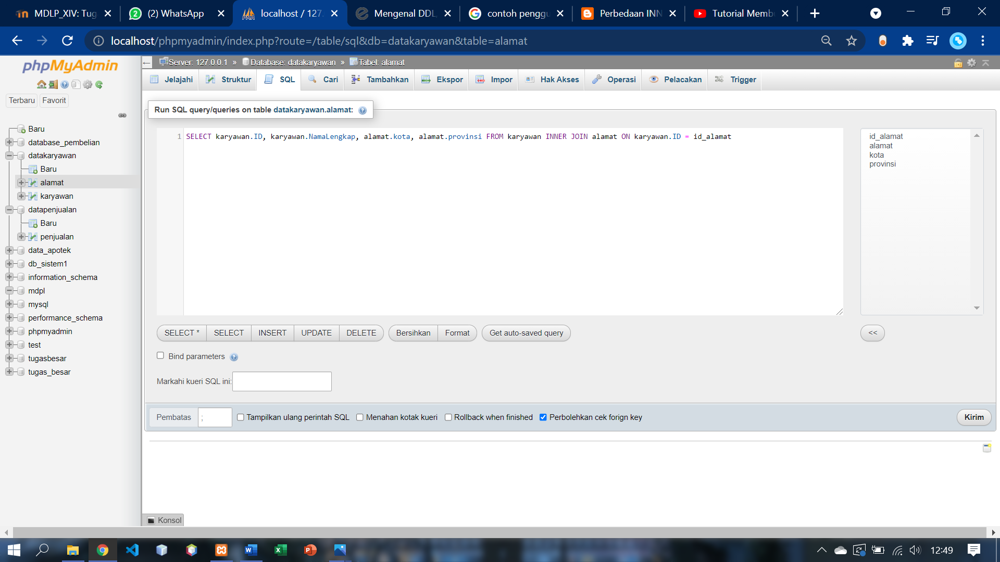 MDLP_XIV: Tug
(2) WhatsApp
localhost / 127.
Mengenal DDL,
contoh penggu
Perbedaan INN
Tutorial Memb
localhost/phpmyadmin/index.php?route=/table/sql&db=datakaryawan&table=alamat
phpMyAdmin
Terbaru
Favorit
Baru
database_pembelian
datakaryawan
Baru
alamat
karyawan
datapenjualan
Baru
penjualan
data_apotek
db_sistem1
information_schema
mdpl
mysql
performance_schema
phpmyadmin
test
tugasbesar
tugas_besar
Server: 127.0.0.1 » Database: datakaryawan » Tabel: alamat
Jelajahi
Struktur
SQL
Cari
Tambahkan
Ekspor
Impor
Hak Akses
Operasi
Pelacakan
Trigger
Run SQL query/queries on table datakaryawan.alamat:
1 SELECT karyawan.ID, karyawan.NamaLengkap, alamat.kota, alamat.provinsi FROM karyawan INNER JOIN alamat ON karyawan.ID = id_alamat
id_alamat
alamat
kota
provinsi
SELECT *
SELECT
INSERT
UPDATE
DELETE
Bersihkan
Format
Get auto-saved query
<<
Bind parameters
Markahi kueri SQL ini:
Pembatas ;
Tampilkan ulang perintah SQL
Menahan kotak kueri
Rollback when finished
Perbolehkan cek forign key
Kirim
Konsol
12:49